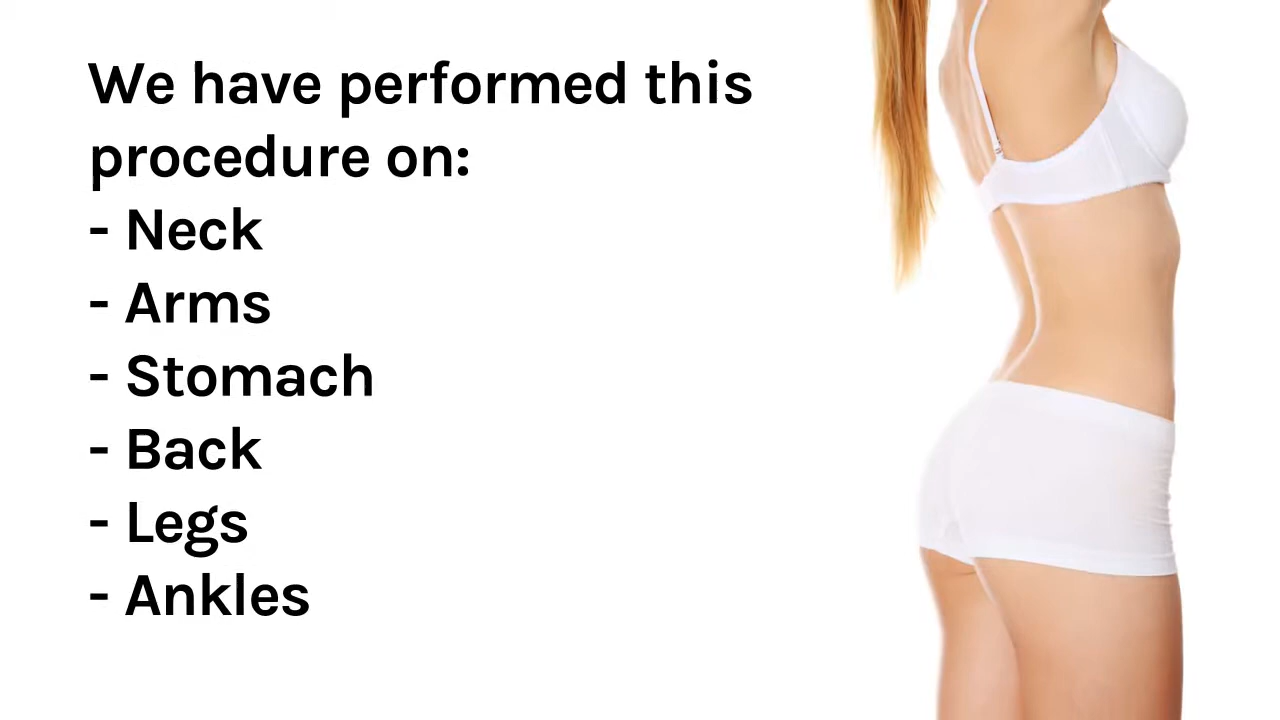 We have performed this
procedure on:
- Neck
- Arms
- Stomach
- Back
- Legs
- Ankles